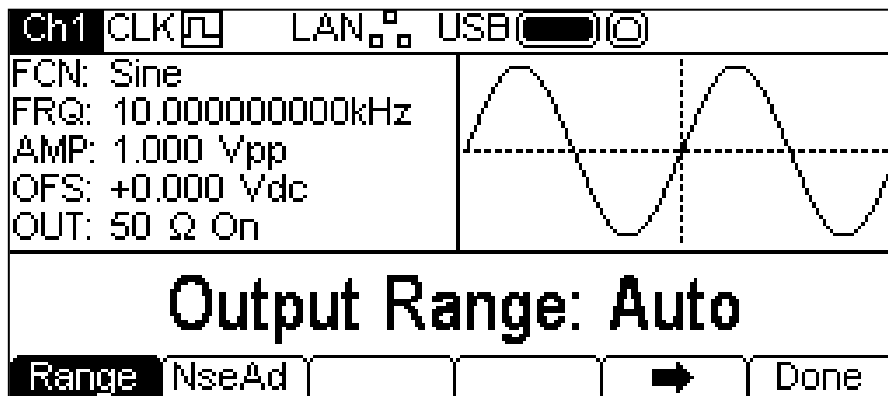 Ch1 CLK LAN USB
FCN: Sine
FRQ: 10.000000000kHz
AMP: 1.000 Vpp
OFS: +0.000 Vdc
OUT: 50 Ω On
Output Range: Auto
Range NseAd Done